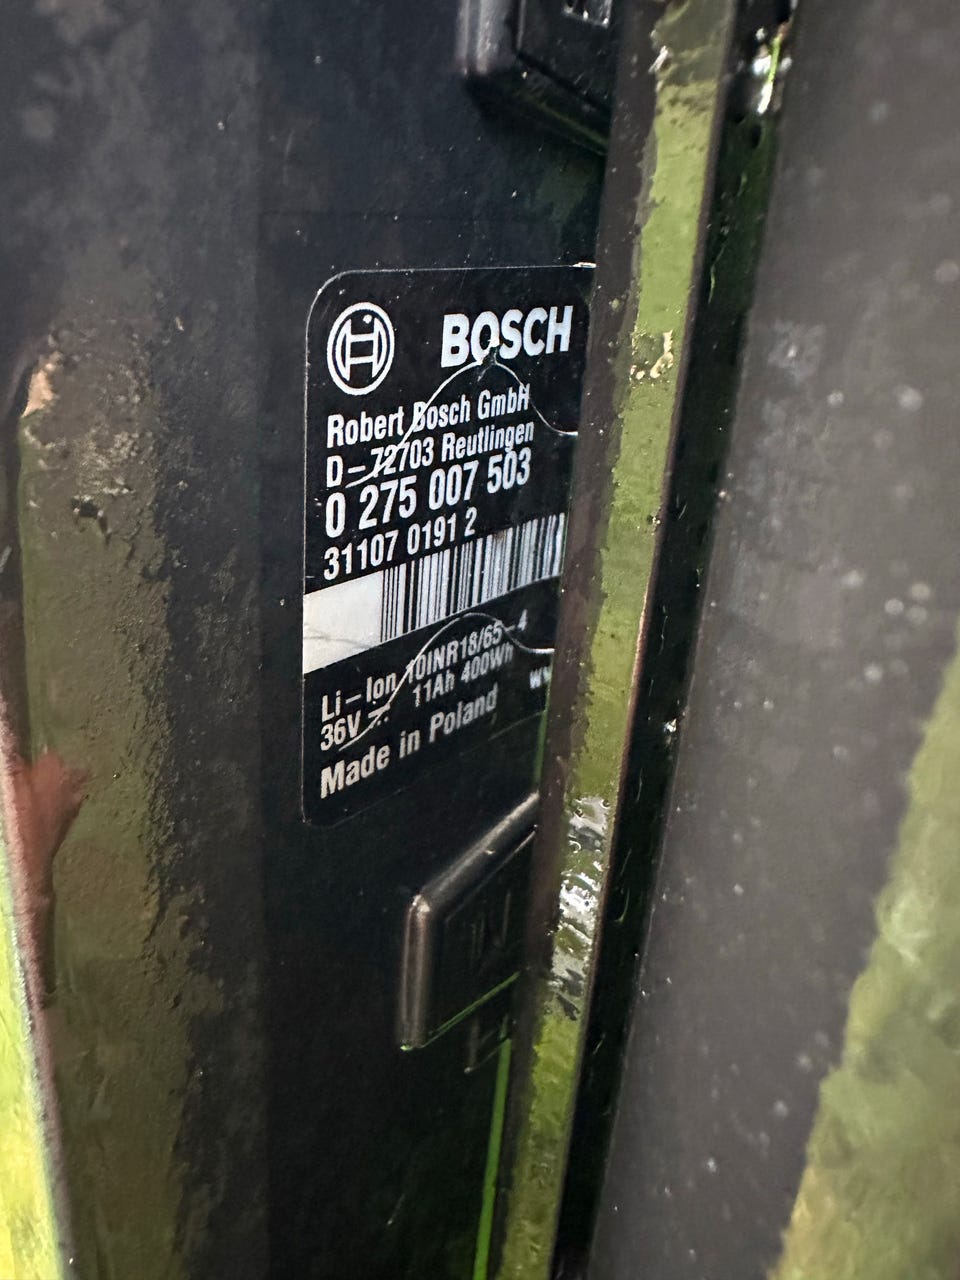 BOSCH
Robert Bosch GmbH
D-72703 Reutlingen
0 275 007 503
31107 0191 2
Li-Ion 10INR18/65-4
36V ⎓ 11Ah 400Wh
Made in Poland